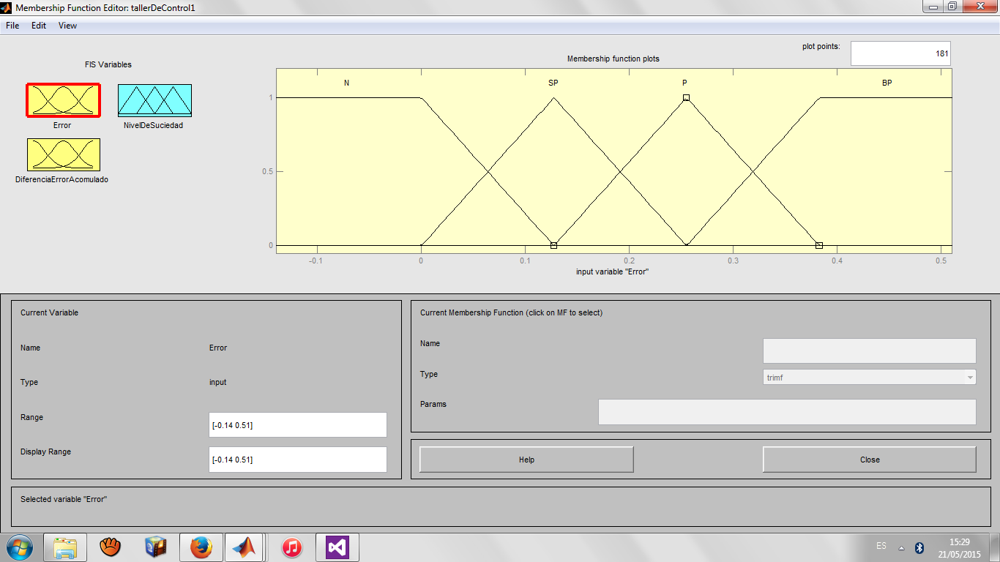 Membership Function Editor: tallerDeControl1
File Edit View
plot points: 181
FIS Variables
Membership function plots
N SP P BP
Error NivelDeSuciedad
DiferenciaErrorAcomulado
1
0.5
0
-0.1 0 0.1 0.2 0.3 0.4 0.5
input variable "Error"
Current Variable
Name Error
Type input
Range [-0.14 0.51]
Display Range [-0.14 0.51]
Current Membership Function (click on MF to select)
Name
Type trimf
Params
Help Close
Selected variable "Error"
ES 15:29
21/05/2015